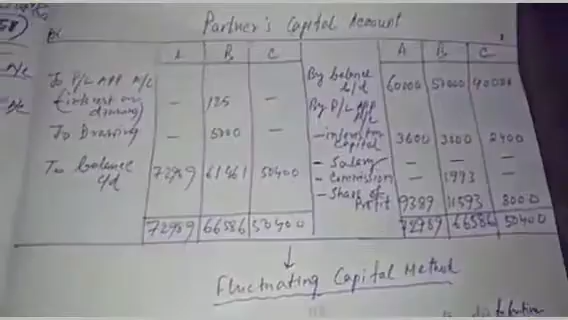 Partner's Capital Account
Dr
A B C A B C
To P/L APP A/c (interest on drawing) — 125 — By balance b/d 60000 50000 40000
By P/L APP A/c
To Drawing — 5000 — - interest on Capital 3600 3000 2400
- Salary — — —
To balance c/d 72989 61461 50400 - Commission — 1993 —
- Share of Profit 9389 11593 8000
72989 66586 50400 72989 66586 50400
Fluctuating Capital Method